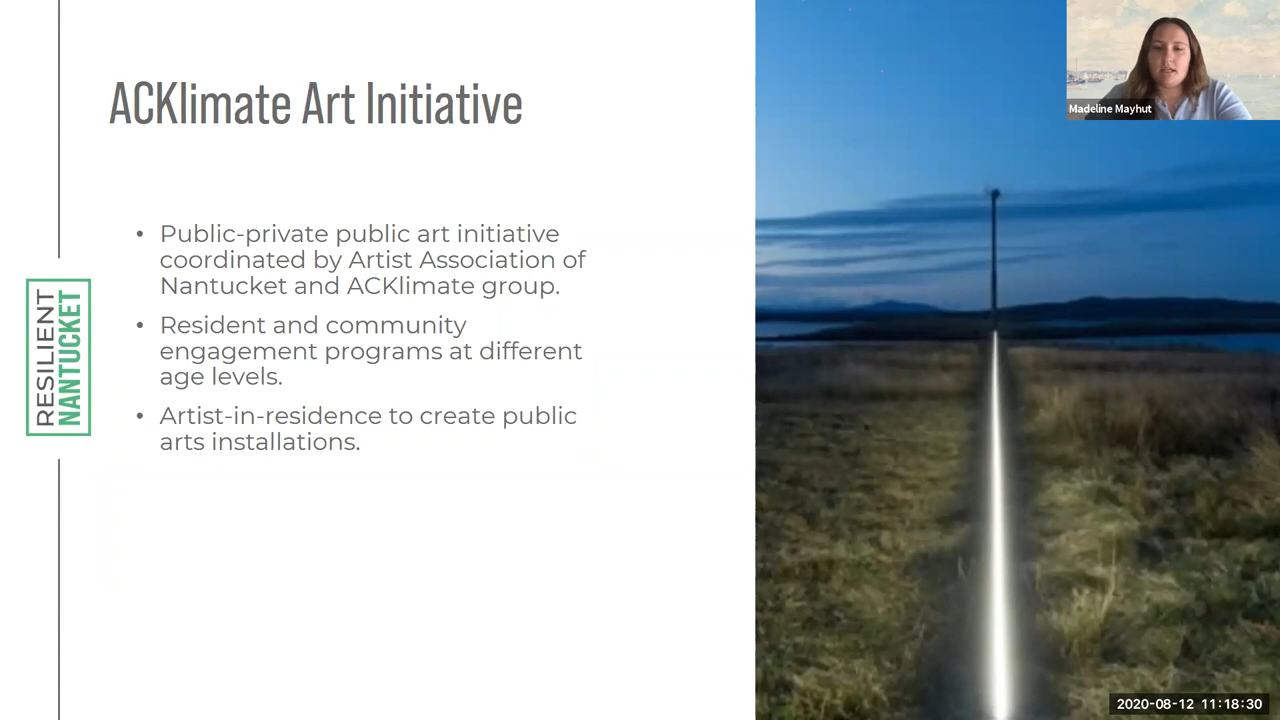 ACKlimate Art Initiative
• Public-private public art initiative
coordinated by Artist Association of
Nantucket and ACKlimate group.
• Resident and community
engagement programs at different
age levels.
• Artist-in-residence to create public
arts installations.
RESILIENT
NANTUCKET
Madeline Mayhut
2020-08-12 11:18:30